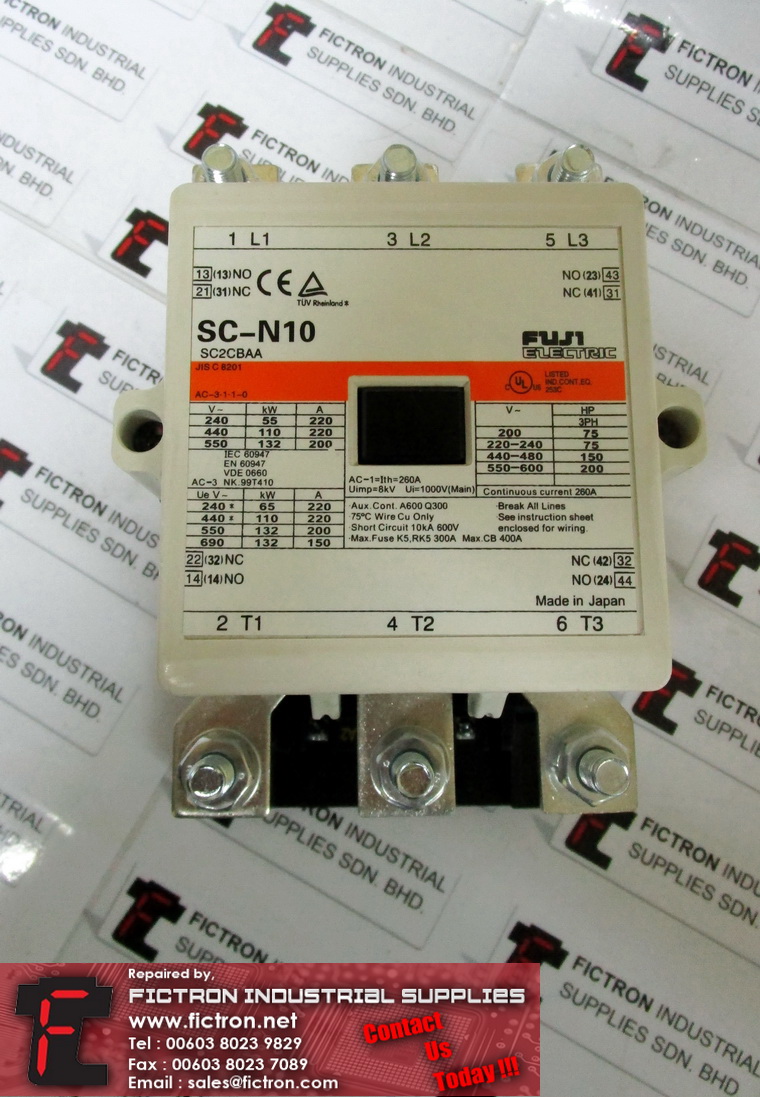 FICTRON INDUSTRIAL
SUPPLIES SDN. BHD.
1 L1 3 L2 5 L3
13 (13) NO
21 (31) NC
CE
TÜV Rheinland *
NO (23) 43
NC (41) 31
SC-N10
SC2CBAA
FUJI
ELECTRIC
JIS C 8201
AC-3·1·1-0
C UL US LISTED
IND.CONT.EQ.
V~ kW A
240 55 220
440 110 220
550 132 200
IEC 60947
EN 60947
VDE 0660
AC-3 NK.99T410
Ue V~ kW A
240 * 65 220
440 * 110 220
550 132 200
690 132 150
V~ HP
3PH
200 75
220-240 75
440-480 150
550-600 200
AC-1=Ith=260A
Uimp=8kV Ui=1000V(Main)
Continuous current 260A
·Aux.Cont. A600 Q300
·75°C Wire Cu Only
·Short Circuit 10kA 600V
·Max.Fuse K5,RK5 300A Max.CB 400A
·Break All Lines
·See instruction sheet
enclosed for wiring.
22 (32) NC
14 (14) NO
NC (42) 32
NO (24) 44
Made in Japan
2 T1 4 T2 6 T3
Repaired by,
FICTRON INDUSTRIAL SUPPLIES
www.fictron.net
Tel : 00603 8023 9829
Fax : 00603 8023 7089
Email : sales@fictron.com
Contact
Us
Today !!!